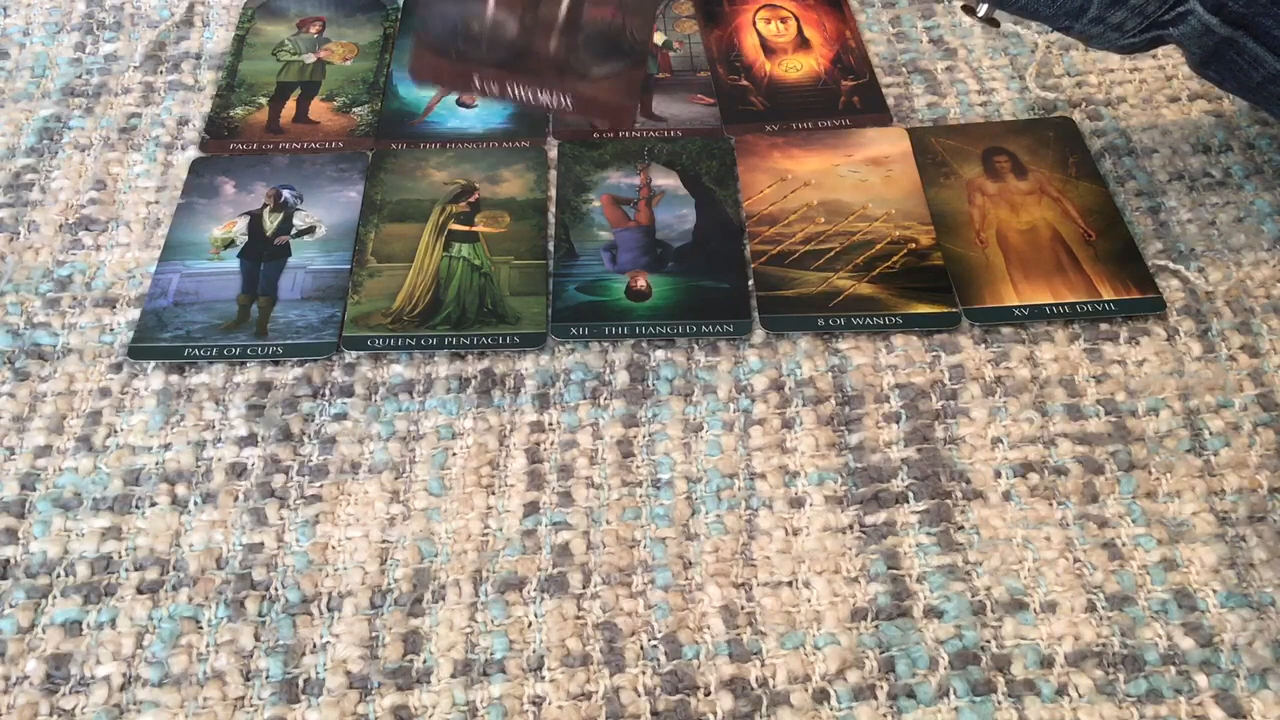 PAGE OF PENTACLES
XII - THE HANGED MAN
6 OF PENTACLES
XV - THE DEVIL
PAGE OF CUPS
QUEEN OF PENTACLES
XII - THE HANGED MAN
8 OF WANDS
XV - THE DEVIL